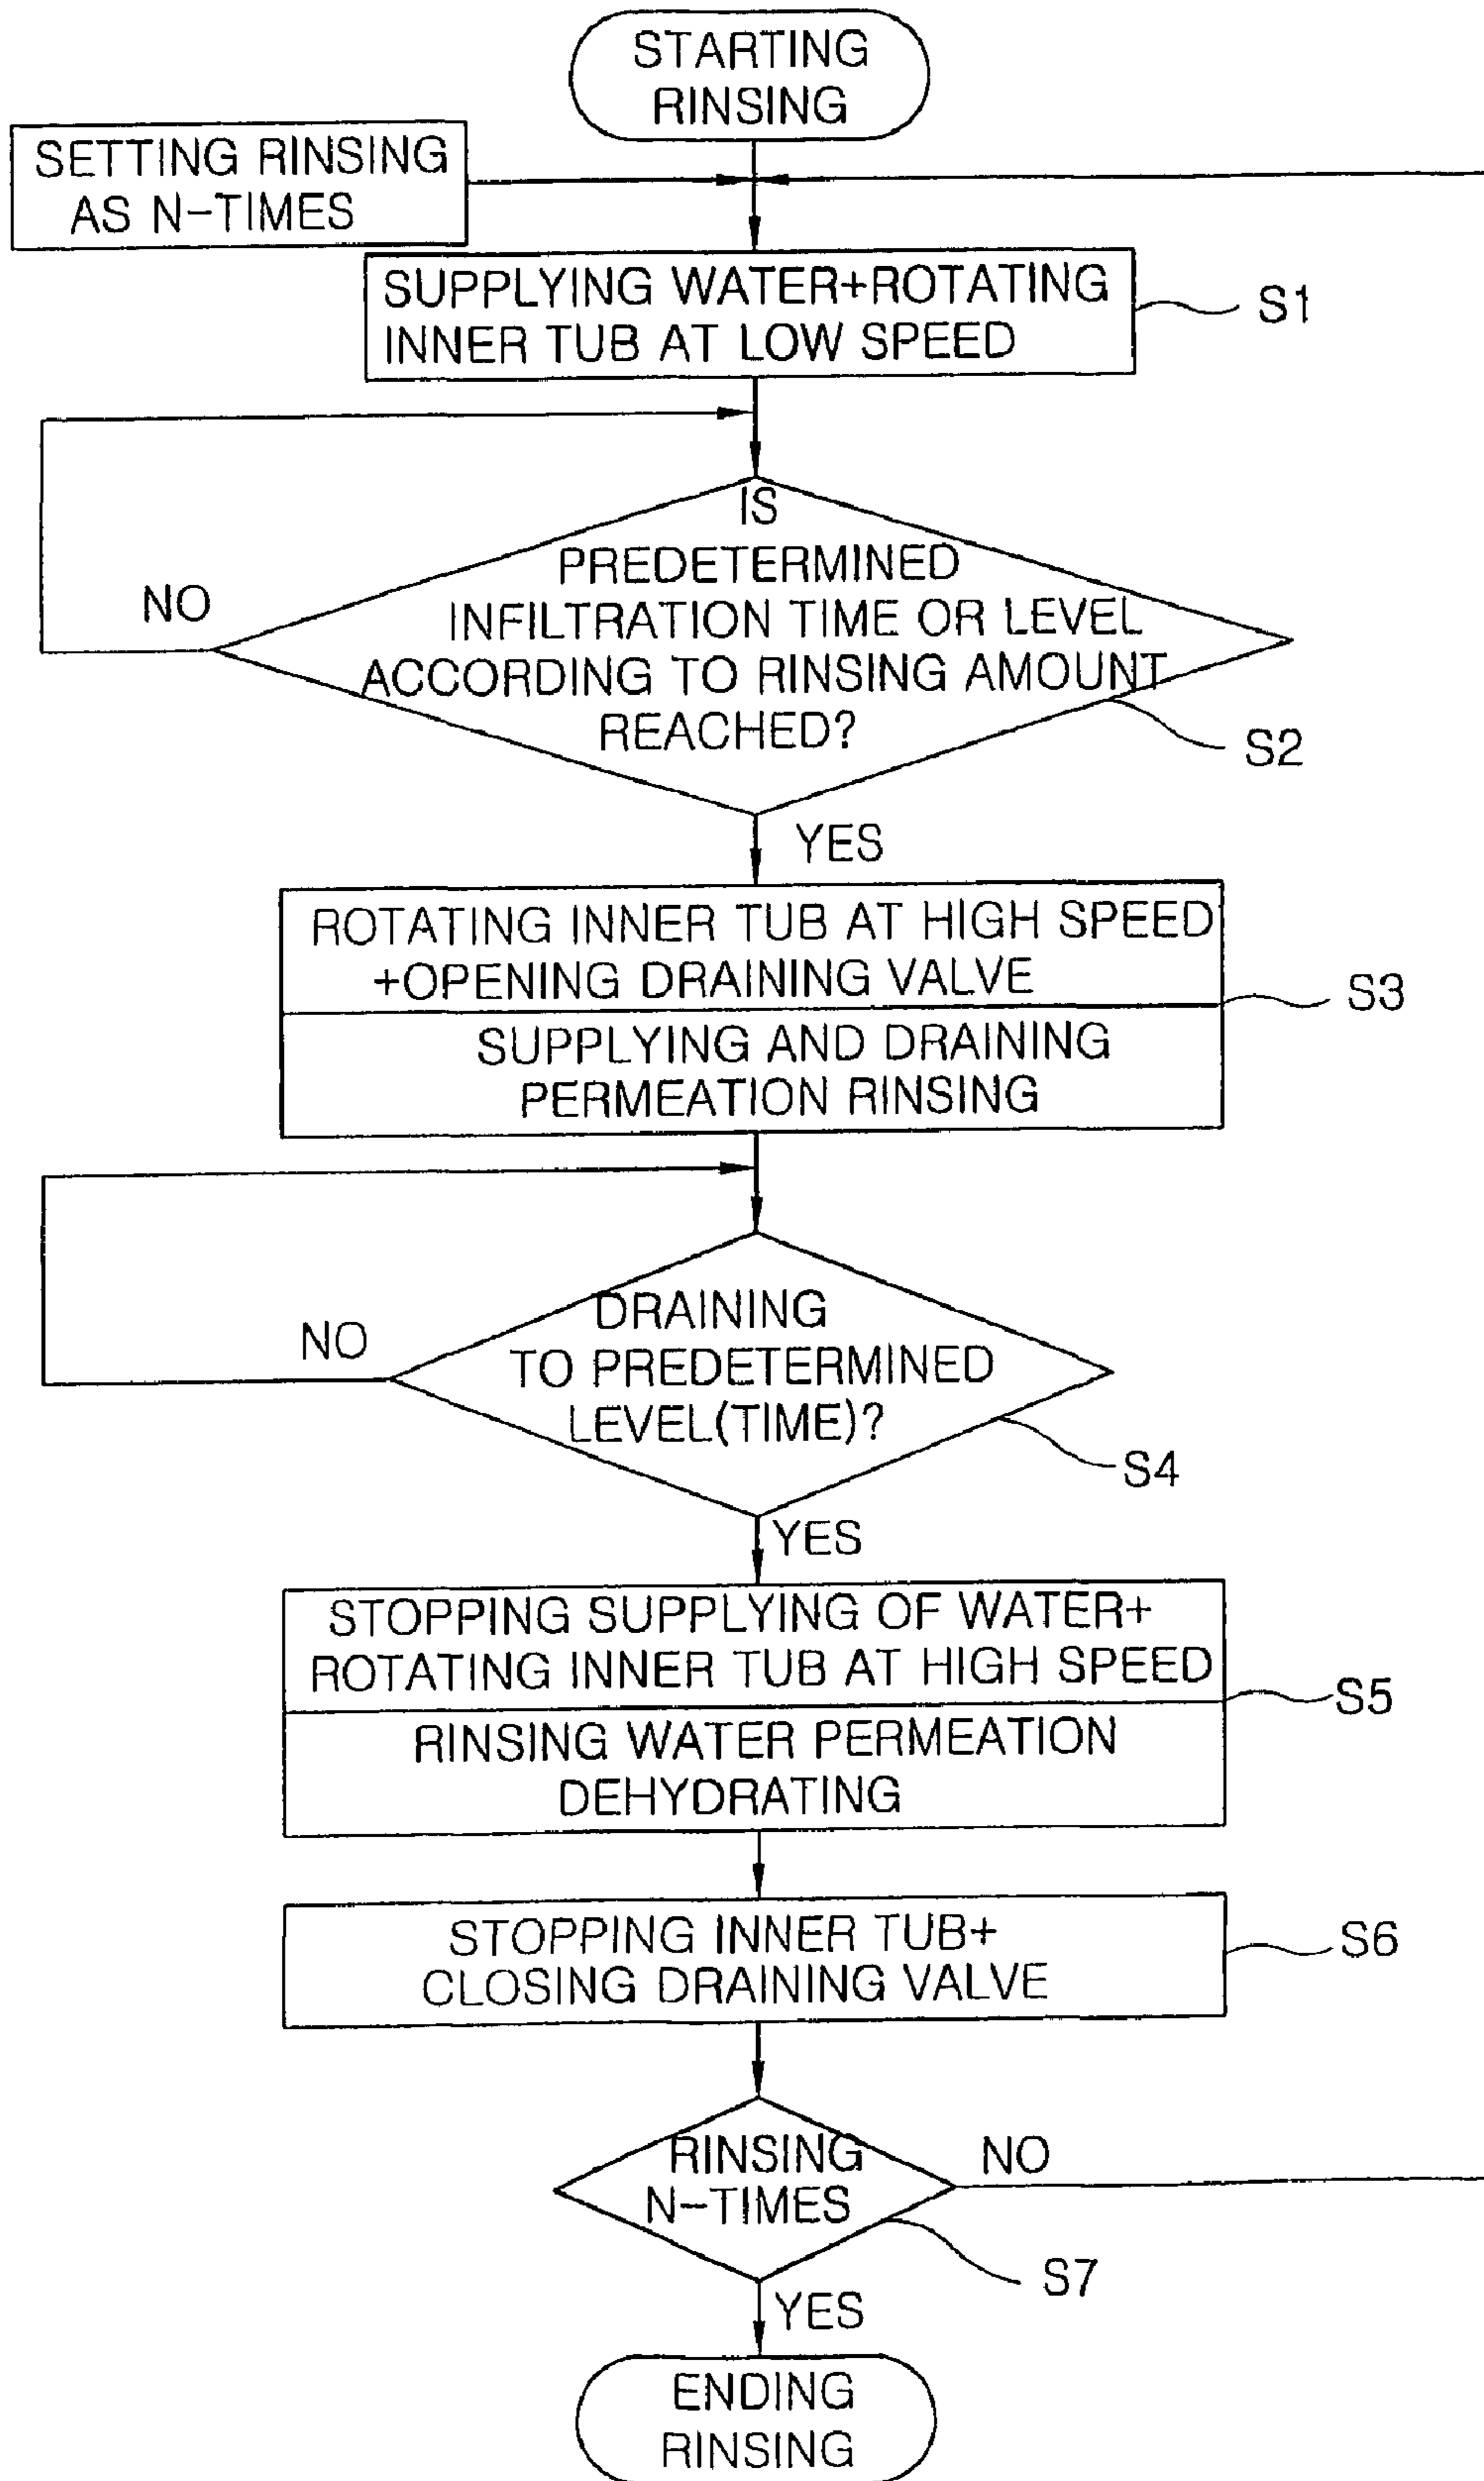 STARTING
RINSING
SETTING RINSING
AS N-TIMES
SUPPLYING WATER+ROTATING
INNER TUB AT LOW SPEED
S1
IS
PREDETERMINED
INFILTRATION TIME OR LEVEL
ACCORDING TO RINSING AMOUNT
REACHED?
NO
S2
YES
ROTATING INNER TUB AT HIGH SPEED
+OPENING DRAINING VALVE
S3
SUPPLYING AND DRAINING
PERMEATION RINSING
DRAINING
TO PREDETERMINED
LEVEL(TIME)?
NO
S4
YES
STOPPING SUPPLYING OF WATER+
ROTATING INNER TUB AT HIGH SPEED
S5
RINSING WATER PERMEATION
DEHYDRATING
STOPPING INNER TUB+
CLOSING DRAINING VALVE
S6
RINSING
N-TIMES
NO
S7
YES
ENDING
RINSING